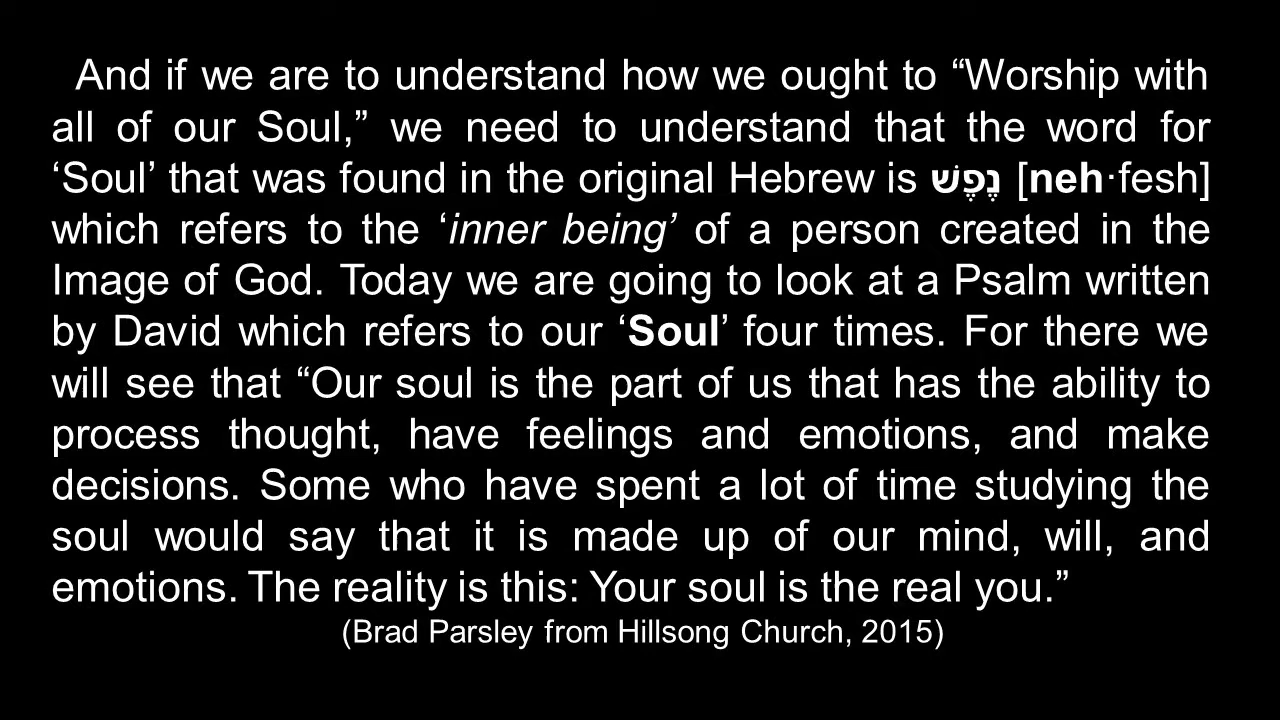 And if we are to understand how we ought to “Worship with
all of our Soul,” we need to understand that the word for
‘Soul’ that was found in the original Hebrew is נֶפֶשׁ [neh·fesh]
which refers to the ‘inner being’ of a person created in the
Image of God. Today we are going to look at a Psalm written
by David which refers to our ‘Soul’ four times. For there we
will see that “Our soul is the part of us that has the ability to
process thought, have feelings and emotions, and make
decisions. Some who have spent a lot of time studying the
soul would say that it is made up of our mind, will, and
emotions. The reality is this: Your soul is the real you.”
(Brad Parsley from Hillsong Church, 2015)